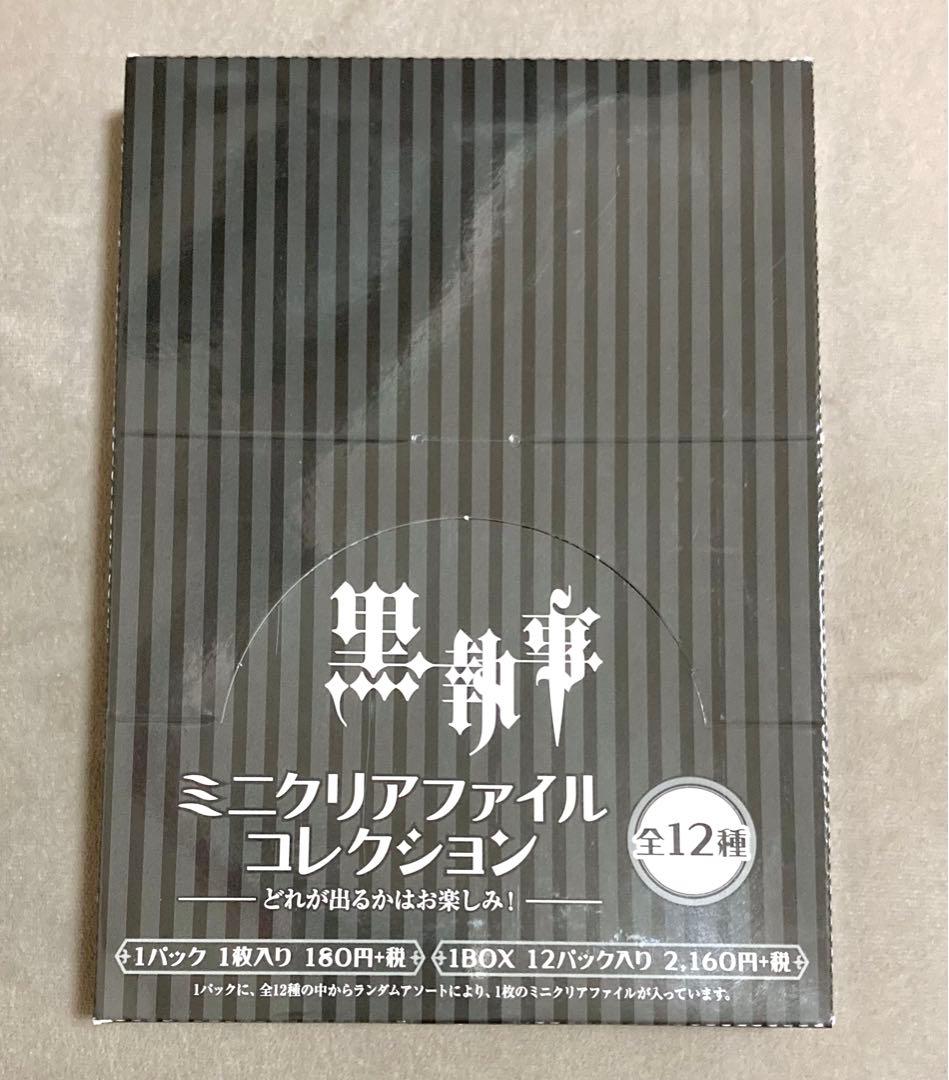 黒執事
ミニクリアファイル
コレクション
全12種
どれが出るかはお楽しみ!
1パック 1枚入り 180円+税
1BOX 12パック入り 2,160円+税
1パックに、全12種の中からランダムアソートにより、1枚のミニクリアファイルが入っています。